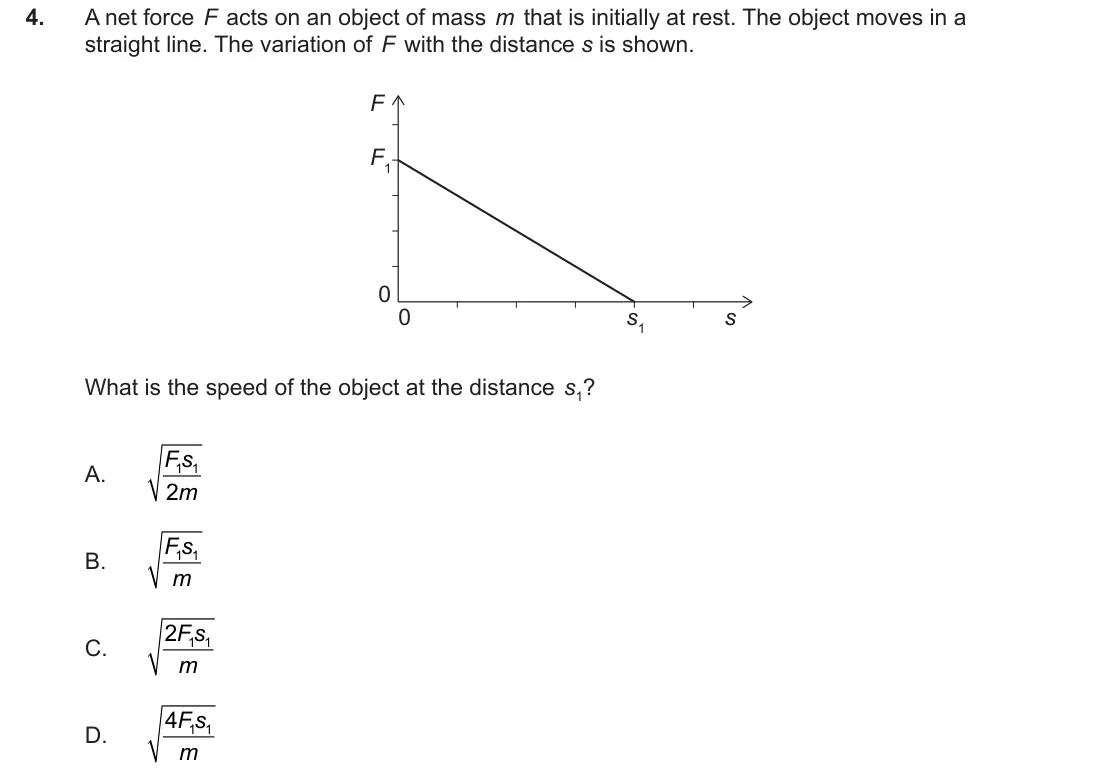 4. A net force F acts on an object of mass m that is initially at rest. The object moves in a
straight line. The variation of F with the distance s is shown.
F
F₁
0
0 s₁ s
What is the speed of the object at the distance s₁?
A. √(F₁s₁/2m)
B. √(F₁s₁/m)
C. √(2F₁s₁/m)
D. √(4F₁s₁/m)